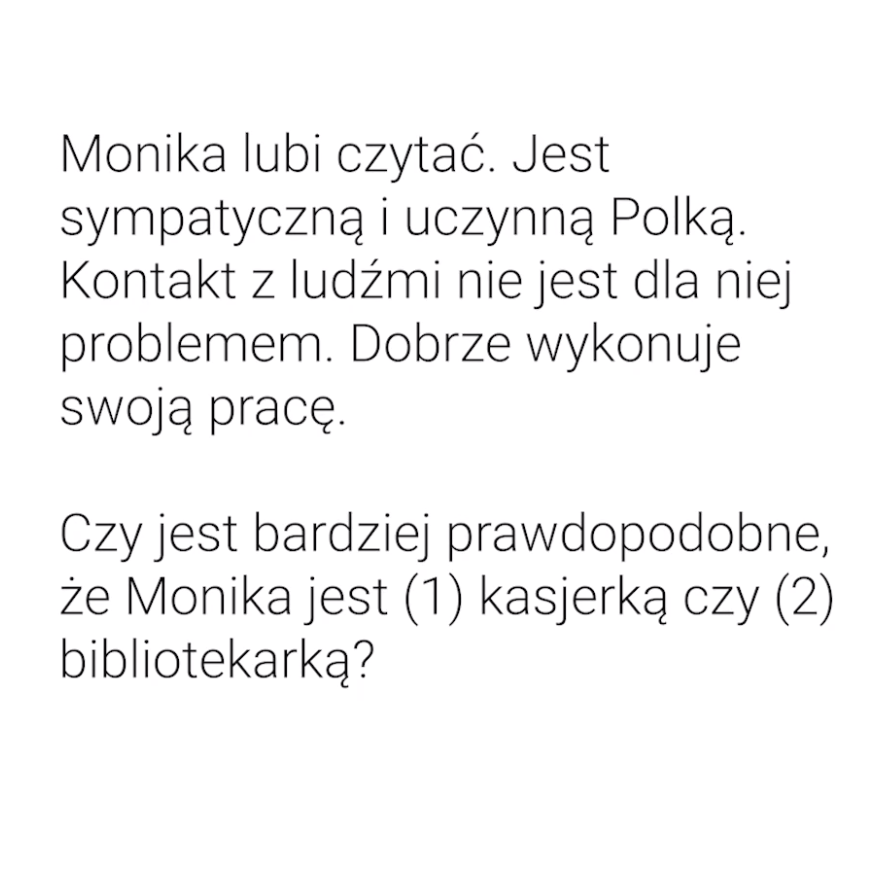 Monika lubi czytać. Jest
sympatyczną i uczynną Polką.
Kontakt z ludźmi nie jest dla niej
problemem. Dobrze wykonuje
swoją pracę.
Czy jest bardziej prawdopodobne,
że Monika jest (1) kasjerką czy (2)
bibliotekarką?